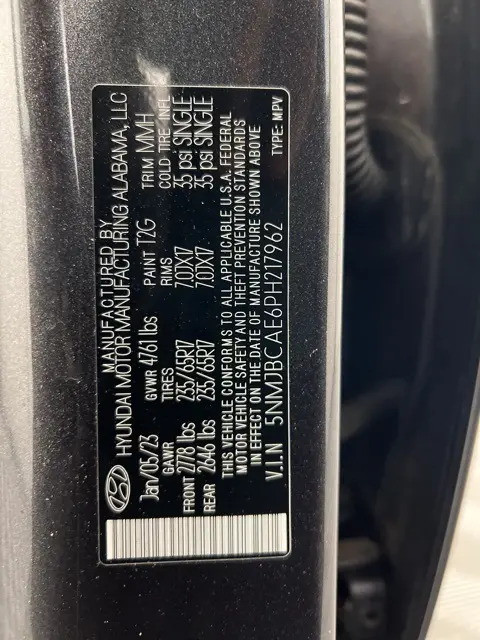 MANUFACTURED BY
HYUNDAI MOTOR MANUFACTURING ALABAMA, LLC
Jan/05/23 GVWR 4761lbs PAINT T2G TRIM MMH
GAWR TIRES RIMS COLD TIRE INFL
FRONT 2778 lbs 235/65R17 7.0JX17 35 psi SINGLE
REAR 2646 lbs 235/65R17 7.0JX17 35 psi SINGLE
THIS VEHICLE CONFORMS TO ALL APPLICABLE U.S.A. FEDERAL
MOTOR VEHICLE SAFETY AND THEFT PREVENTION STANDARDS
IN EFFECT ON THE DATE OF MANUFACTURE SHOWN ABOVE
V.I.N 5NMJBCAE6PH217962 TYPE: MPV